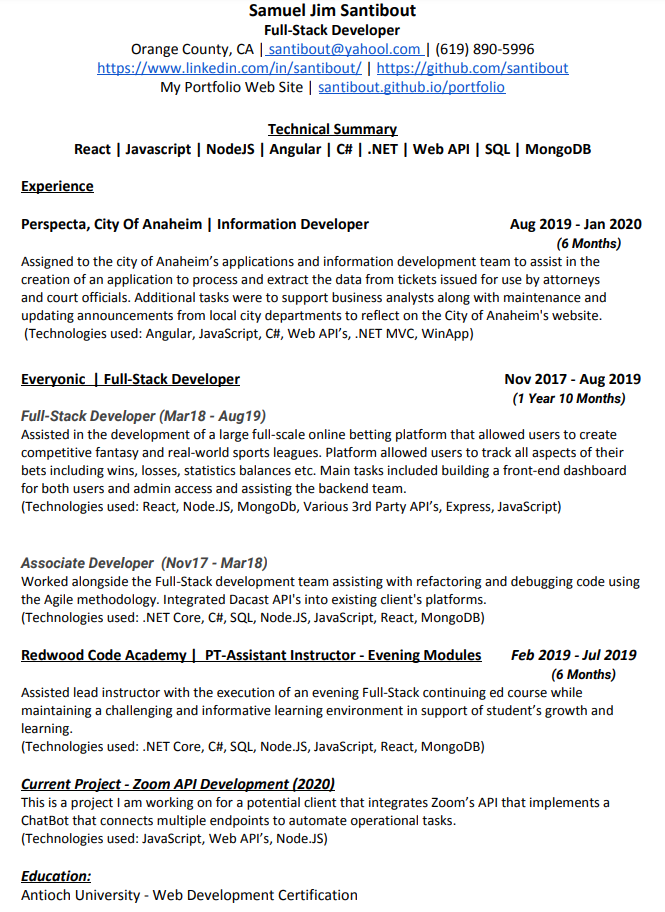 Samuel Jim Santibout
Full-Stack Developer
Orange County, CA | santibout@yahool.com | (619) 890-5996
https://www.linkedin.com/in/santibout/ | https://github.com/santibout
My Portfolio Web Site | santibout.github.io/portfolio
Technical Summary
React | Javascript | NodeJS | Angular | C# | .NET | Web API | SQL | MongoDB
Experience
Perspecta, City Of Anaheim | Information Developer Aug 2019 - Jan 2020
(6 Months)
Assigned to the city of Anaheim’s applications and information development team to assist in the
creation of an application to process and extract the data from tickets issued for use by attorneys
and court officials. Additional tasks were to support business analysts along with maintenance and
updating announcements from local city departments to reflect on the City of Anaheim's website.
(Technologies used: Angular, JavaScript, C#, Web API’s, .NET MVC, WinApp)
Everyonic | Full-Stack Developer Nov 2017 - Aug 2019
(1 Year 10 Months)
Full-Stack Developer (Mar18 - Aug19)
Assisted in the development of a large full-scale online betting platform that allowed users to create
competitive fantasy and real-world sports leagues. Platform allowed users to track all aspects of their
bets including wins, losses, statistics balances etc. Main tasks included building a front-end dashboard
for both users and admin access and assisting the backend team.
(Technologies used: React, Node.JS, MongoDb, Various 3rd Party API’s, Express, JavaScript)
Associate Developer (Nov17 - Mar18)
Worked alongside the Full-Stack development team assisting with refactoring and debugging code using
the Agile methodology. Integrated Dacast API's into existing client's platforms.
(Technologies used: .NET Core, C#, SQL, Node.JS, JavaScript, React, MongoDB)
Redwood Code Academy | PT-Assistant Instructor - Evening Modules Feb 2019 - Jul 2019
(6 Months)
Assisted lead instructor with the execution of an evening Full-Stack continuing ed course while
maintaining a challenging and informative learning environment in support of student’s growth and
learning.
(Technologies used: .NET Core, C#, SQL, Node.JS, JavaScript, React, MongoDB)
Current Project - Zoom API Development (2020)
This is a project I am working on for a potential client that integrates Zoom’s API that implements a
ChatBot that connects multiple endpoints to automate operational tasks.
(Technologies used: JavaScript, Web API’s, Node.JS)
Education:
Antioch University - Web Development Certification